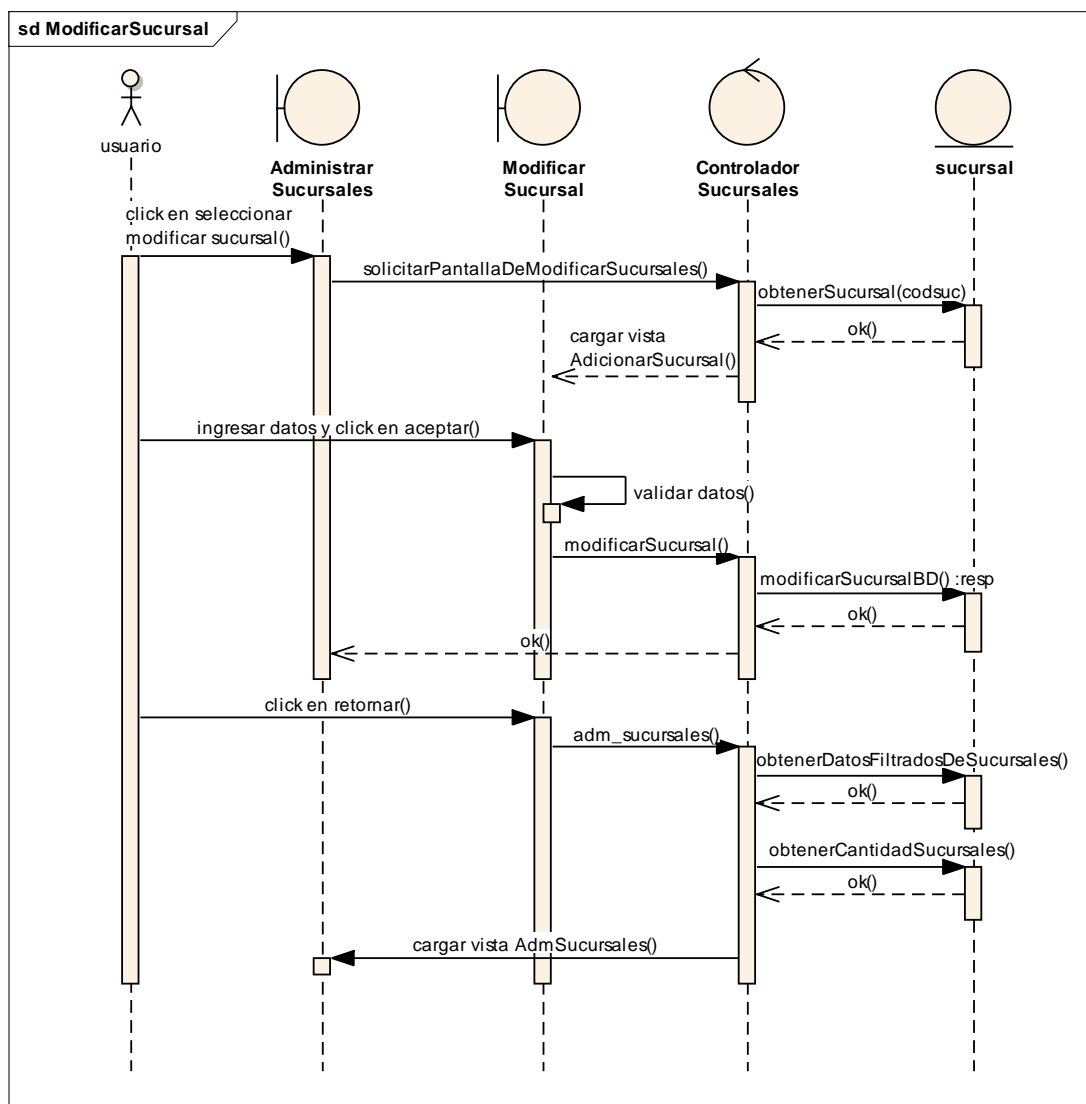 sd ModificarSucursal
usuario
Administrar
Sucursales
Modificar
Sucursal
Controlador
Sucursales
sucursal
click en seleccionar
modificar sucursal()
solicitarPantallaDeModificarSucursales()
obtenerSucursal(codsuc)
ok()
cargar vista
AdicionarSucursal()
ingresar datos y click en aceptar()
validar datos()
modificarSucursal()
modificarSucursalBD() :resp
ok()
ok()
click en retornar()
adm_sucursales()
obtenerDatosFiltradosDeSucursales()
ok()
obtenerCantidadSucursales()
ok()
cargar vista AdmSucursales()